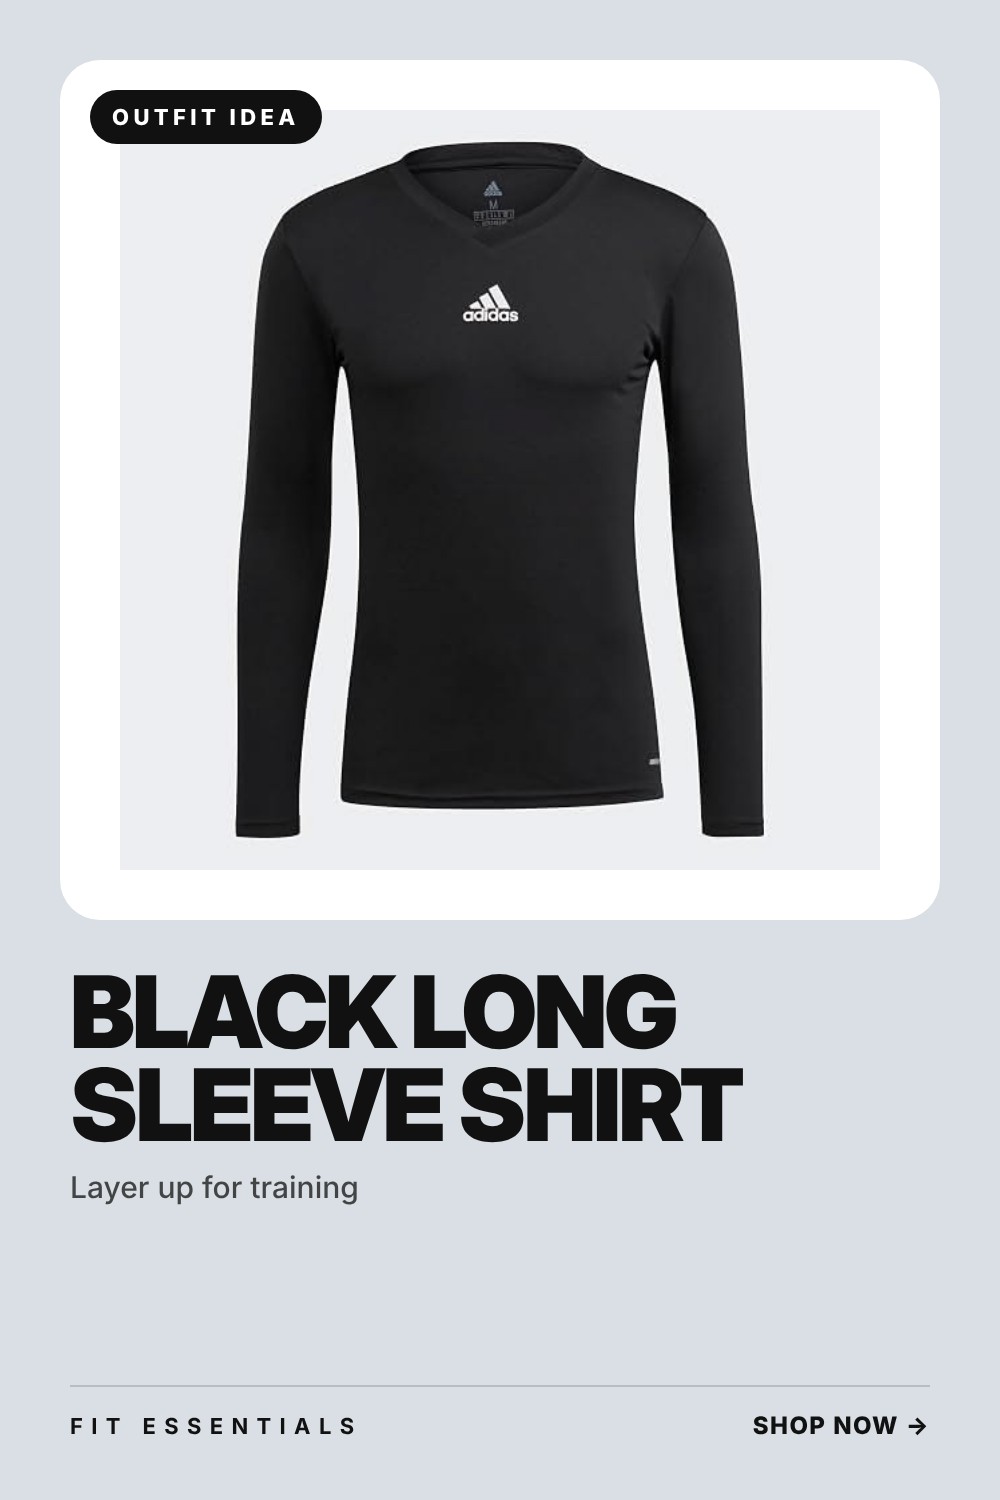 OUTFIT IDEA
M
adidas
BLACK LONG
SLEEVE SHIRT
Layer up for training
FIT ESSENTIALS
SHOP NOW →